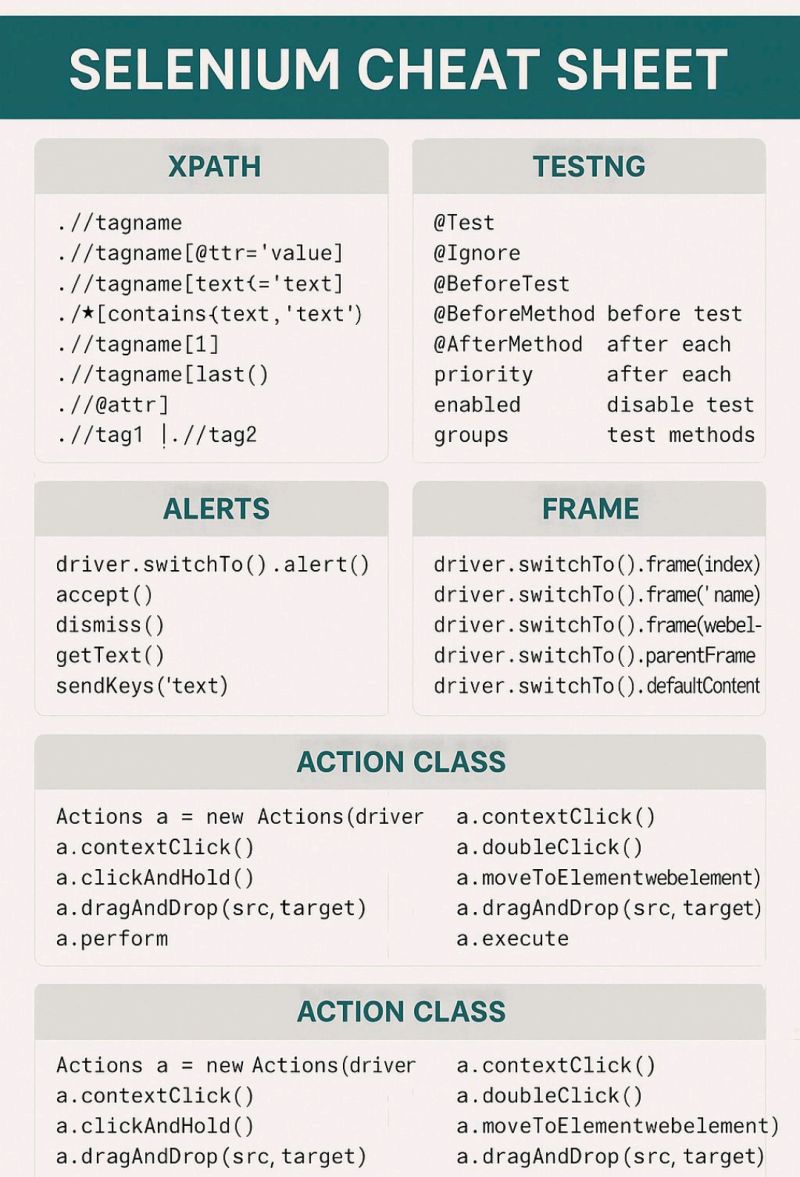 SELENIUM CHEAT SHEET
XPATH
.//tagname
.//tagname[@ttr='value]
.//tagname[text(='text]
./★[contains(text,'text')
.//tagname[1]
.//tagname[last()
.//@attr]
.//tag1 |.//tag2
TESTNG
@Test
@Ignore
@BeforeTest
@BeforeMethod before test
@AfterMethod after each
priority after each
enabled disable test
groups test methods
ALERTS
driver.switchTo().alert()
accept()
dismiss()
getText()
sendKeys('text)
FRAME
driver.switchTo().frame(index)
driver.switchTo().frame('name)
driver.switchTo().frame(webel-
driver.switchTo().parentFrame
driver.switchTo().defaultContent
ACTION CLASS
Actions a = new Actions(driver
a.contextClick()
a.clickAndHold()
a.dragAndDrop(src, target)
a.perform
a.contextClick()
a.doubleClick()
a.moveToElementwebelement)
a.dragAndDrop(src, target)
a.execute
ACTION CLASS
Actions a = new Actions(driver
a.contextClick()
a.clickAndHold()
a.dragAndDrop(src, target)
a.contextClick()
a.doubleClick()
a.moveToElementwebelement)
a.dragAndDrop(src, target)